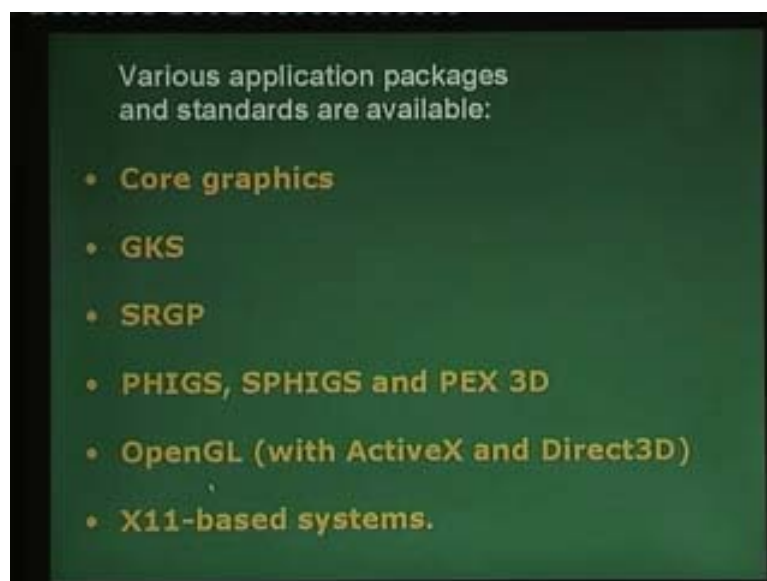 Various application packages
and standards are available:
• Core graphics
• GKS
• SRGP
• PHIGS, SPHIGS and PEX 3D
• OpenGL (with ActiveX and Direct3D)
• X11-based systems.